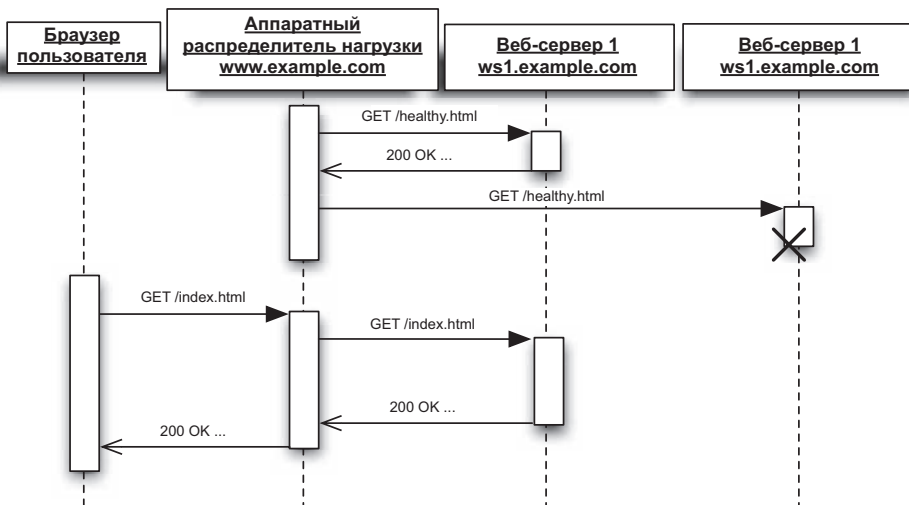 Браузер
пользователя
Аппаратный
распределитель нагрузки
www.example.com
Веб-сервер 1
ws1.example.com
Веб-сервер 1
ws1.example.com
GET /healthy.html
200 OK ...
GET /healthy.html
GET /index.html
GET /index.html
200 OK ...
200 OK ...